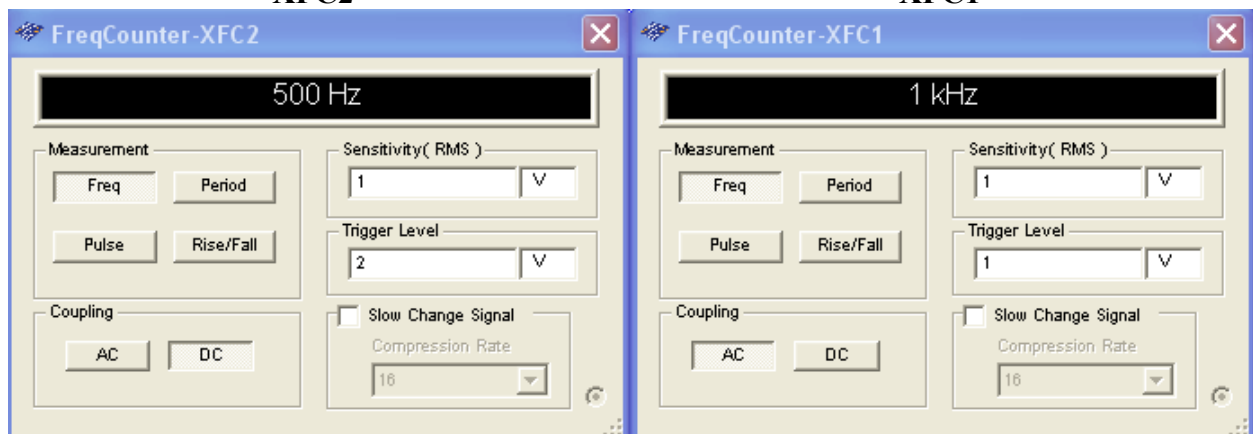 XFC2
XFC1
FreqCounter-XFC2
500 Hz
Measurement
Freq Period
Pulse Rise/Fall
Coupling
AC DC
Sensitivity( RMS )
1 V
Trigger Level
2 V
Slow Change Signal
Compression Rate
16
FreqCounter-XFC1
1 kHz
Measurement
Freq Period
Pulse Rise/Fall
Coupling
AC DC
Sensitivity( RMS )
1 V
Trigger Level
1 V
Slow Change Signal
Compression Rate
16